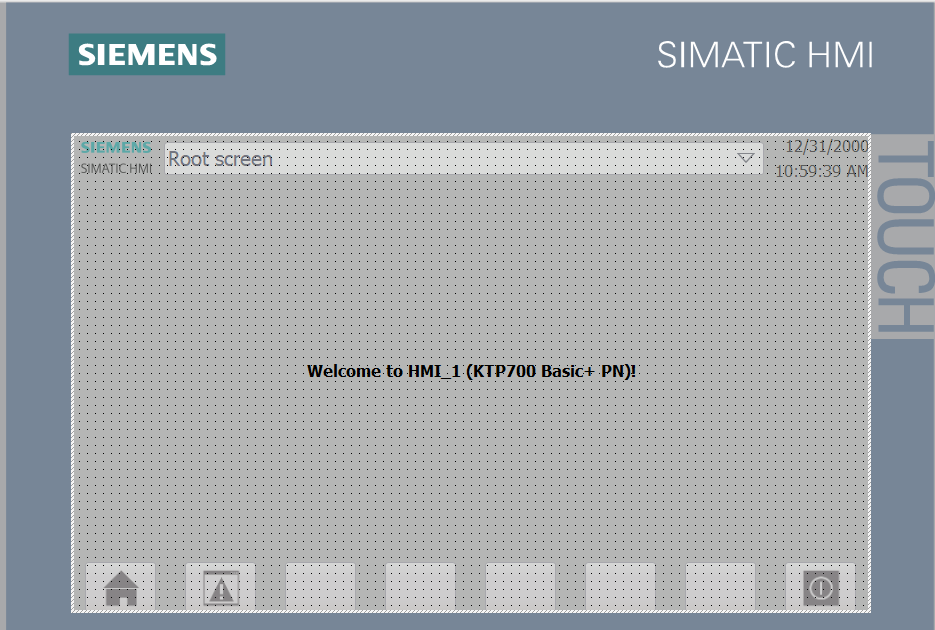 SIEMENS
SIMATIC HMI
SIEMENS
SIMATIC HMI
Root screen
12/31/2000
10:59:39 AM
TOUCH
Welcome to HMI_1 (KTP700 Basic+ PN)!